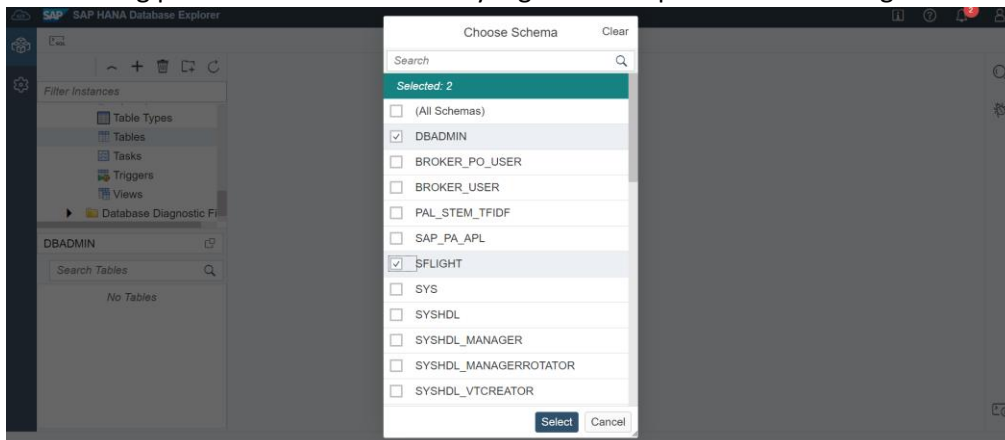 SAP SAP HANA Database Explorer
2
Filter Instances
Table Types
Tables
Tasks
Triggers
Views
Database Diagnostic Fi
DBADMIN
Search Tables
No Tables
Choose Schema
Clear
Search
Selected: 2
(All Schemas)
DBADMIN
BROKER_PO_USER
BROKER_USER
PAL_STEM_TFIDF
SAP_PA_APL
SFLIGHT
SYS
SYSHDL
SYSHDL_MANAGER
SYSHDL_MANAGERROTATOR
SYSHDL_VTCREATOR
Select
Cancel